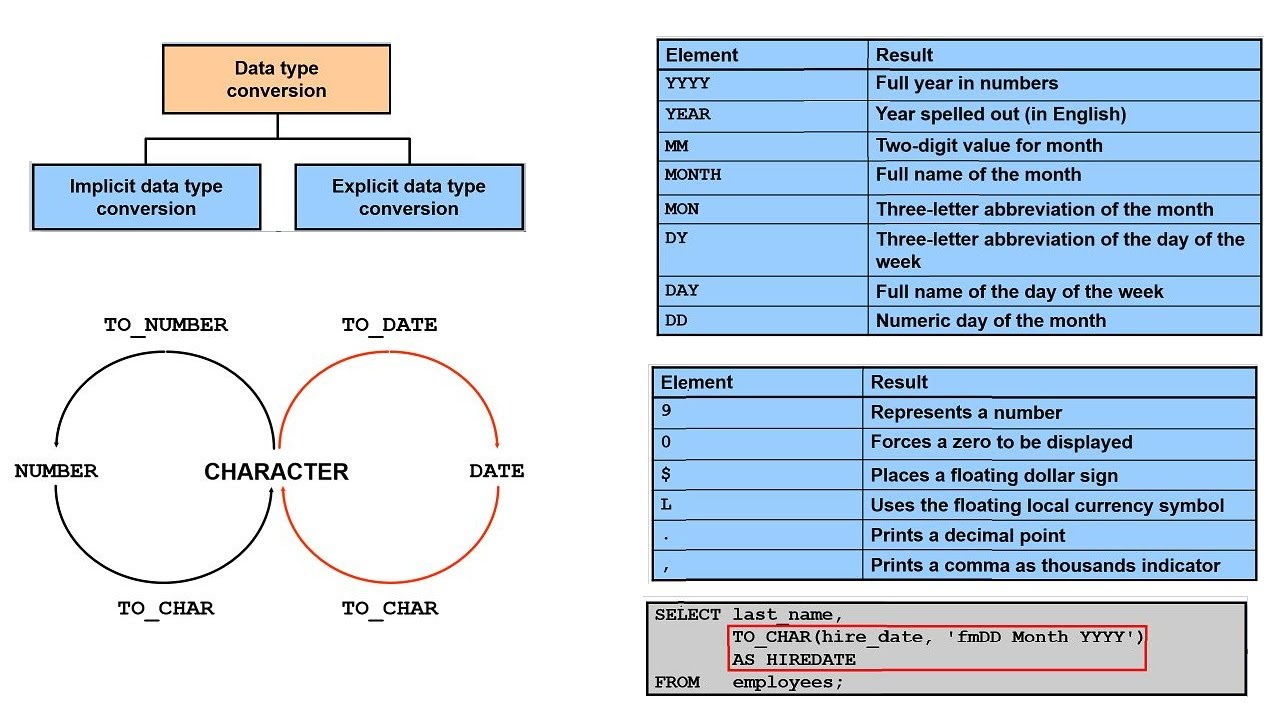 Data type
conversion
Implicit data type
conversion
Explicit data type
conversion
TO_NUMBER
TO_DATE
NUMBER
CHARACTER
DATE
TO_CHAR
TO_CHAR
Element Result
YYYY Full year in numbers
YEAR Year spelled out (in English)
MM Two-digit value for month
MONTH Full name of the month
MON Three-letter abbreviation of the month
DY Three-letter abbreviation of the day of the
week
DAY Full name of the day of the week
DD Numeric day of the month
Element Result
9 Represents a number
0 Forces a zero to be displayed
$ Places a floating dollar sign
L Uses the floating local currency symbol
. Prints a decimal point
, Prints a comma as thousands indicator
SELECT last_name,
TO_CHAR(hire_date, 'fmDD Month YYYY')
AS HIREDATE
FROM employees;